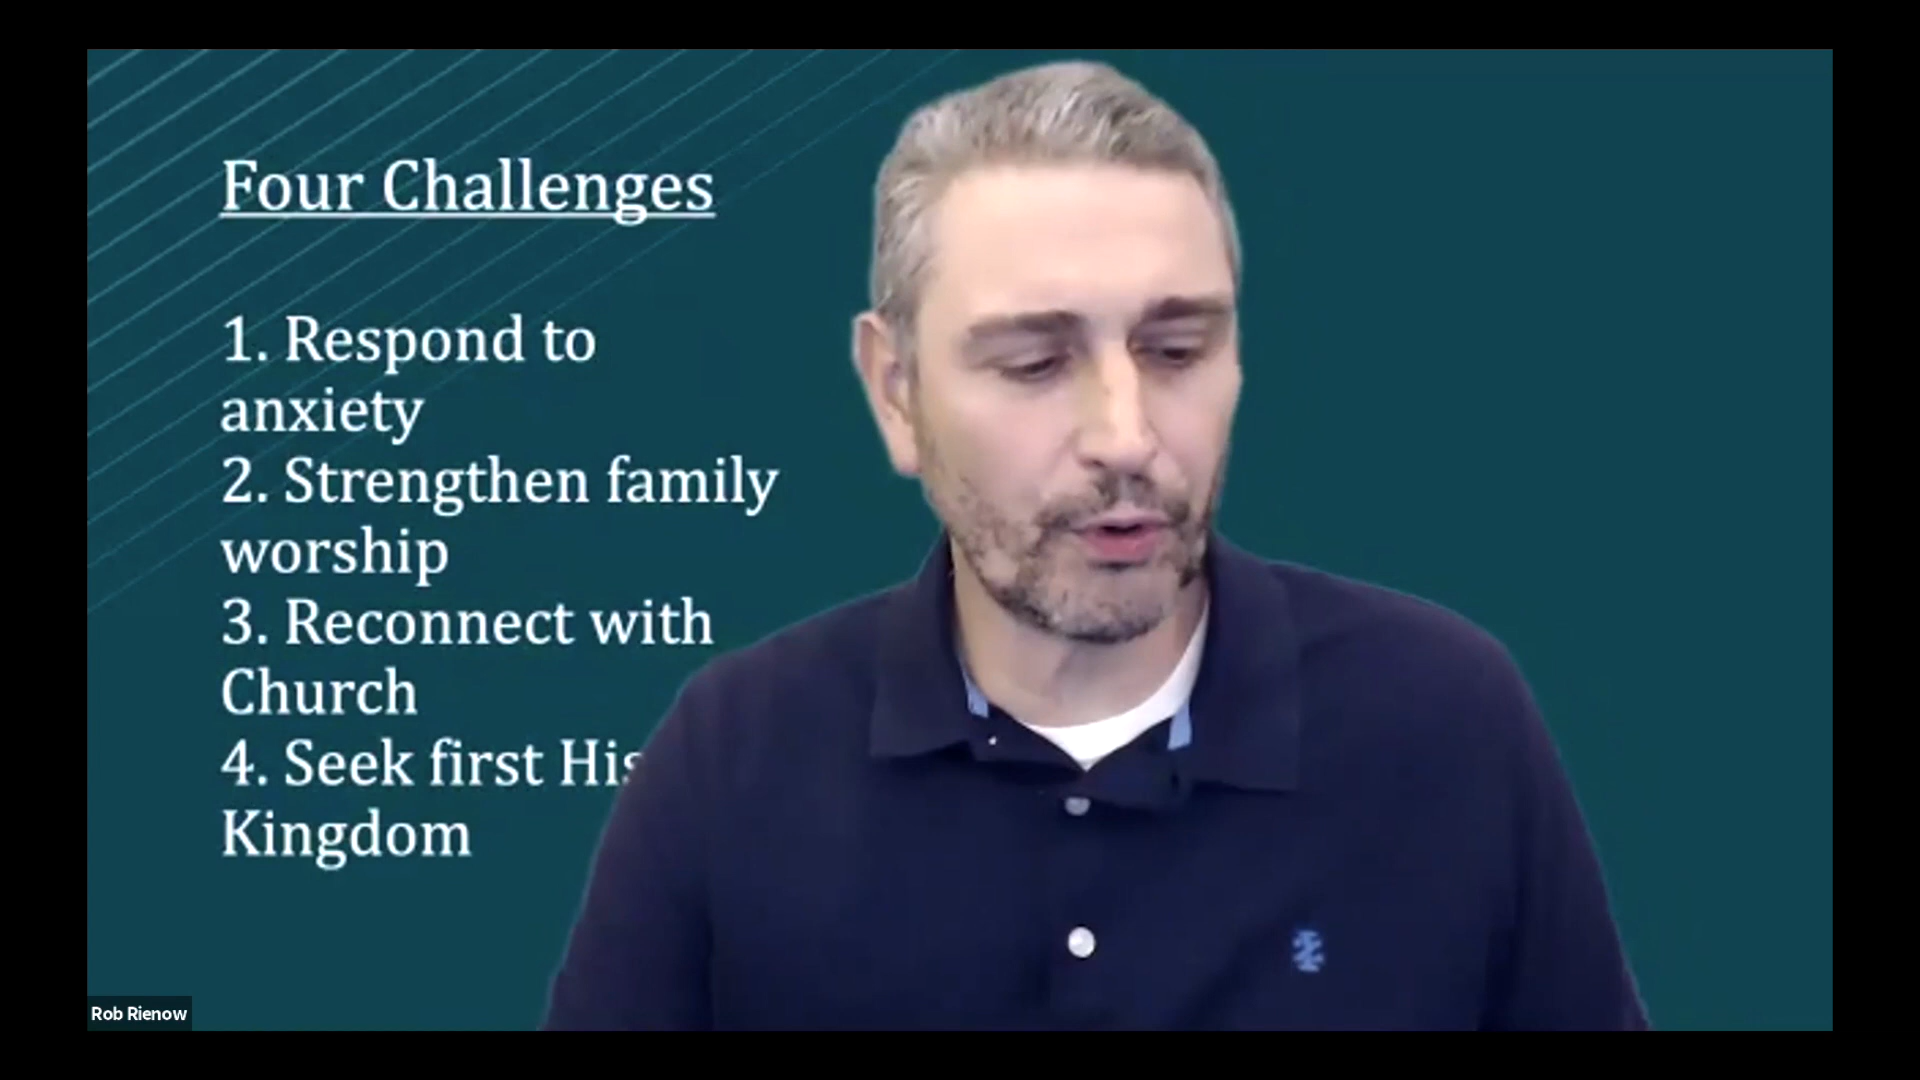 Four Challenges
1. Respond to
anxiety
2. Strengthen family
worship
3. Reconnect with
Church
4. Seek first His
Kingdom
Rob Rienow